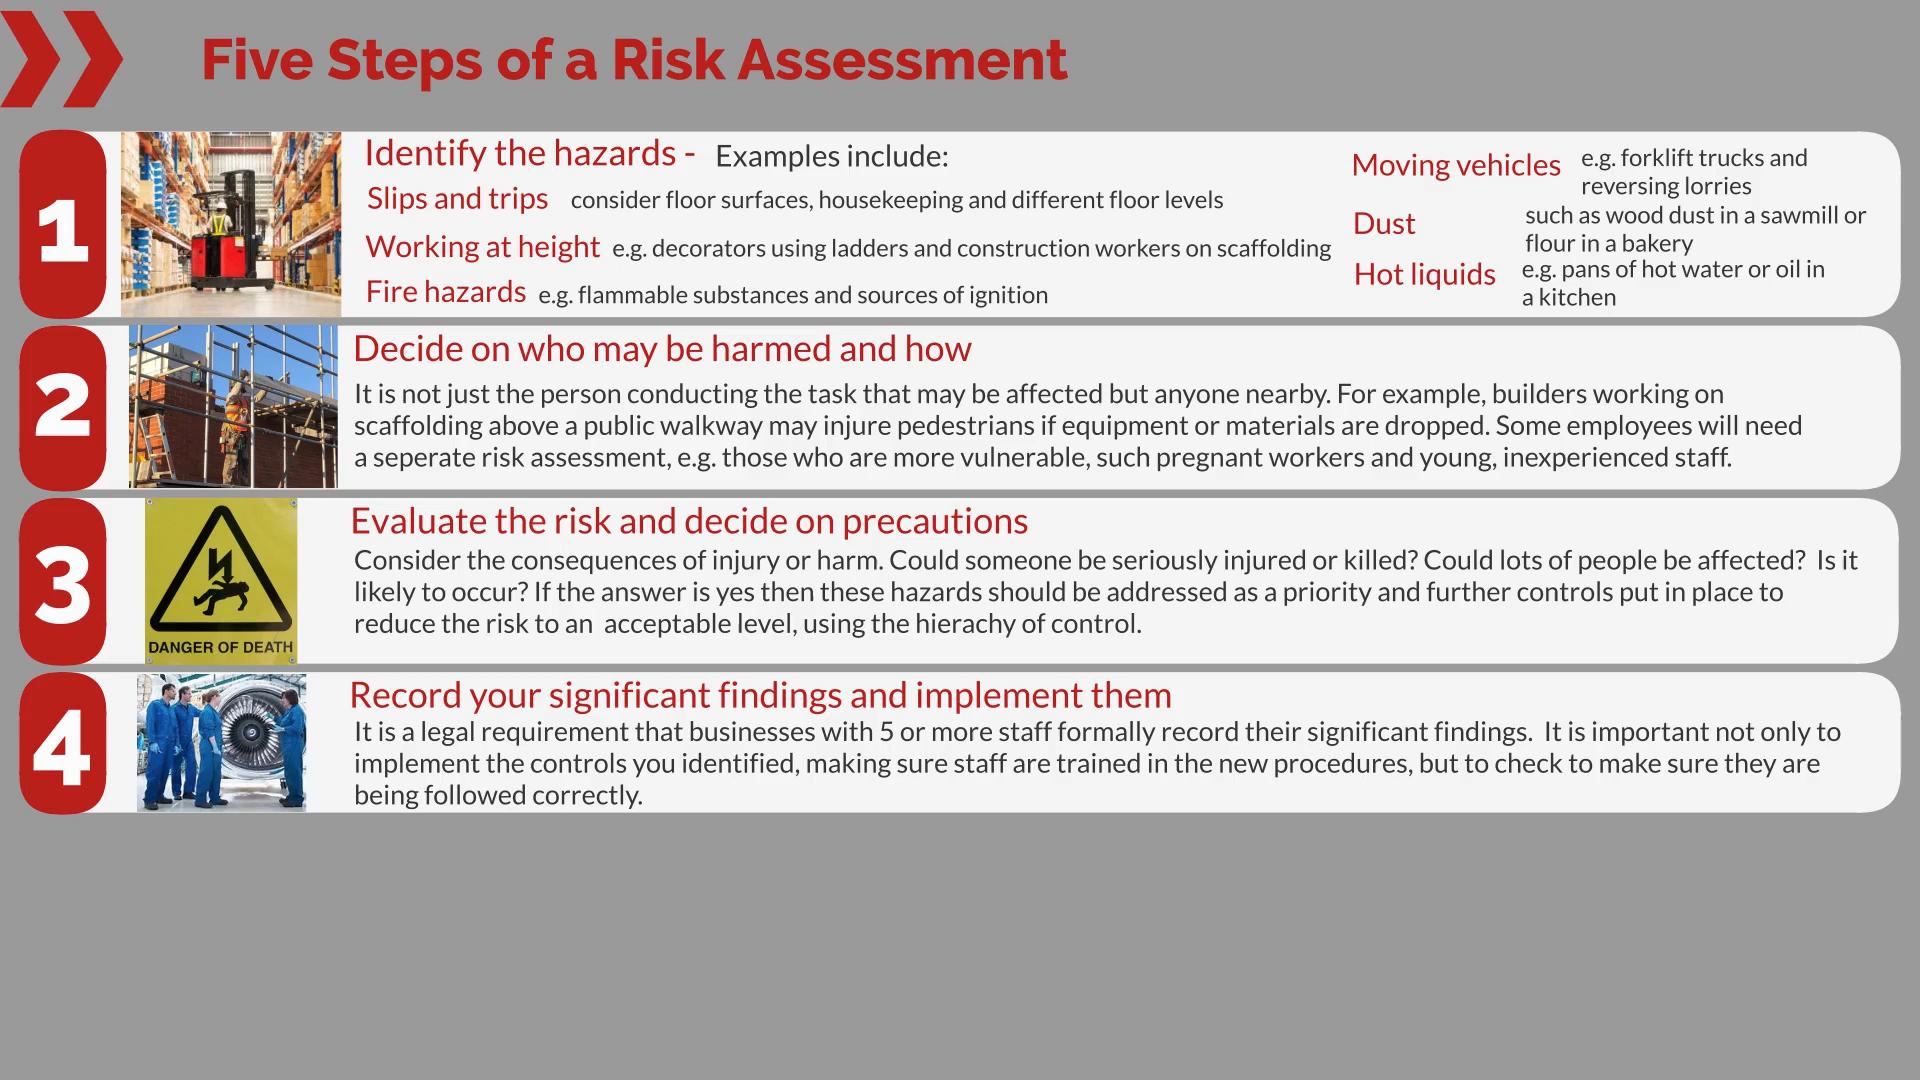 Five Steps of a Risk Assessment
1
Identify the hazards - Examples include:
Slips and trips consider floor surfaces, housekeeping and different floor levels
Working at height e.g. decorators using ladders and construction workers on scaffolding
Fire hazards e.g. flammable substances and sources of ignition
Moving vehicles e.g. forklift trucks and
reversing lorries
Dust such as wood dust in a sawmill or
flour in a bakery
Hot liquids e.g. pans of hot water or oil in
a kitchen
2
Decide on who may be harmed and how
It is not just the person conducting the task that may be affected but anyone nearby. For example, builders working on
scaffolding above a public walkway may injure pedestrians if equipment or materials are dropped. Some employees will need
a seperate risk assessment, e.g. those who are more vulnerable, such pregnant workers and young, inexperienced staff.
3
DANGER OF DEATH
Evaluate the risk and decide on precautions
Consider the consequences of injury or harm. Could someone be seriously injured or killed? Could lots of people be affected? Is it
likely to occur? If the answer is yes then these hazards should be addressed as a priority and further controls put in place to
reduce the risk to an acceptable level, using the hierachy of control.
4
Record your significant findings and implement them
It is a legal requirement that businesses with 5 or more staff formally record their significant findings. It is important not only to
implement the controls you identified, making sure staff are trained in the new procedures, but to check to make sure they are
being followed correctly.